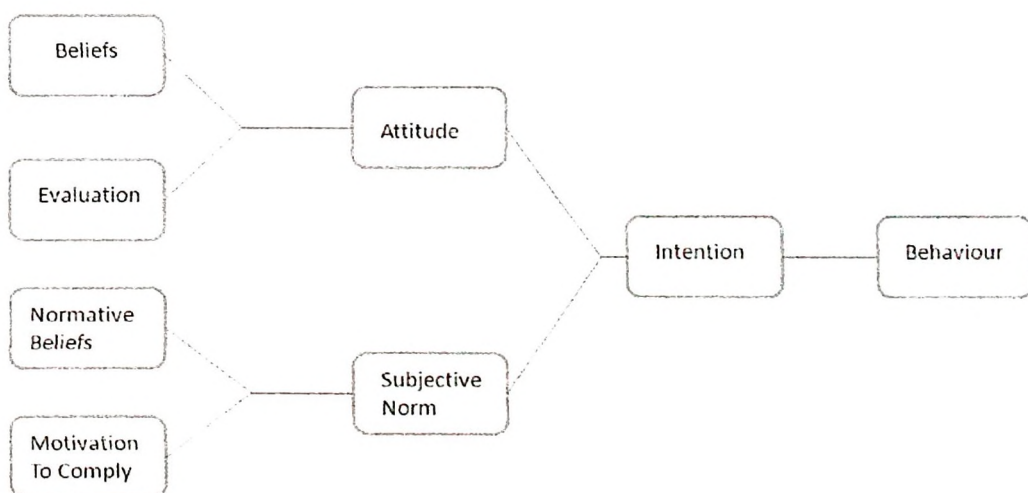 Beliefs
Evaluation
Normative
Beliefs
Motivation
To Comply
Attitude
Subjective
Norm
Intention
Behaviour